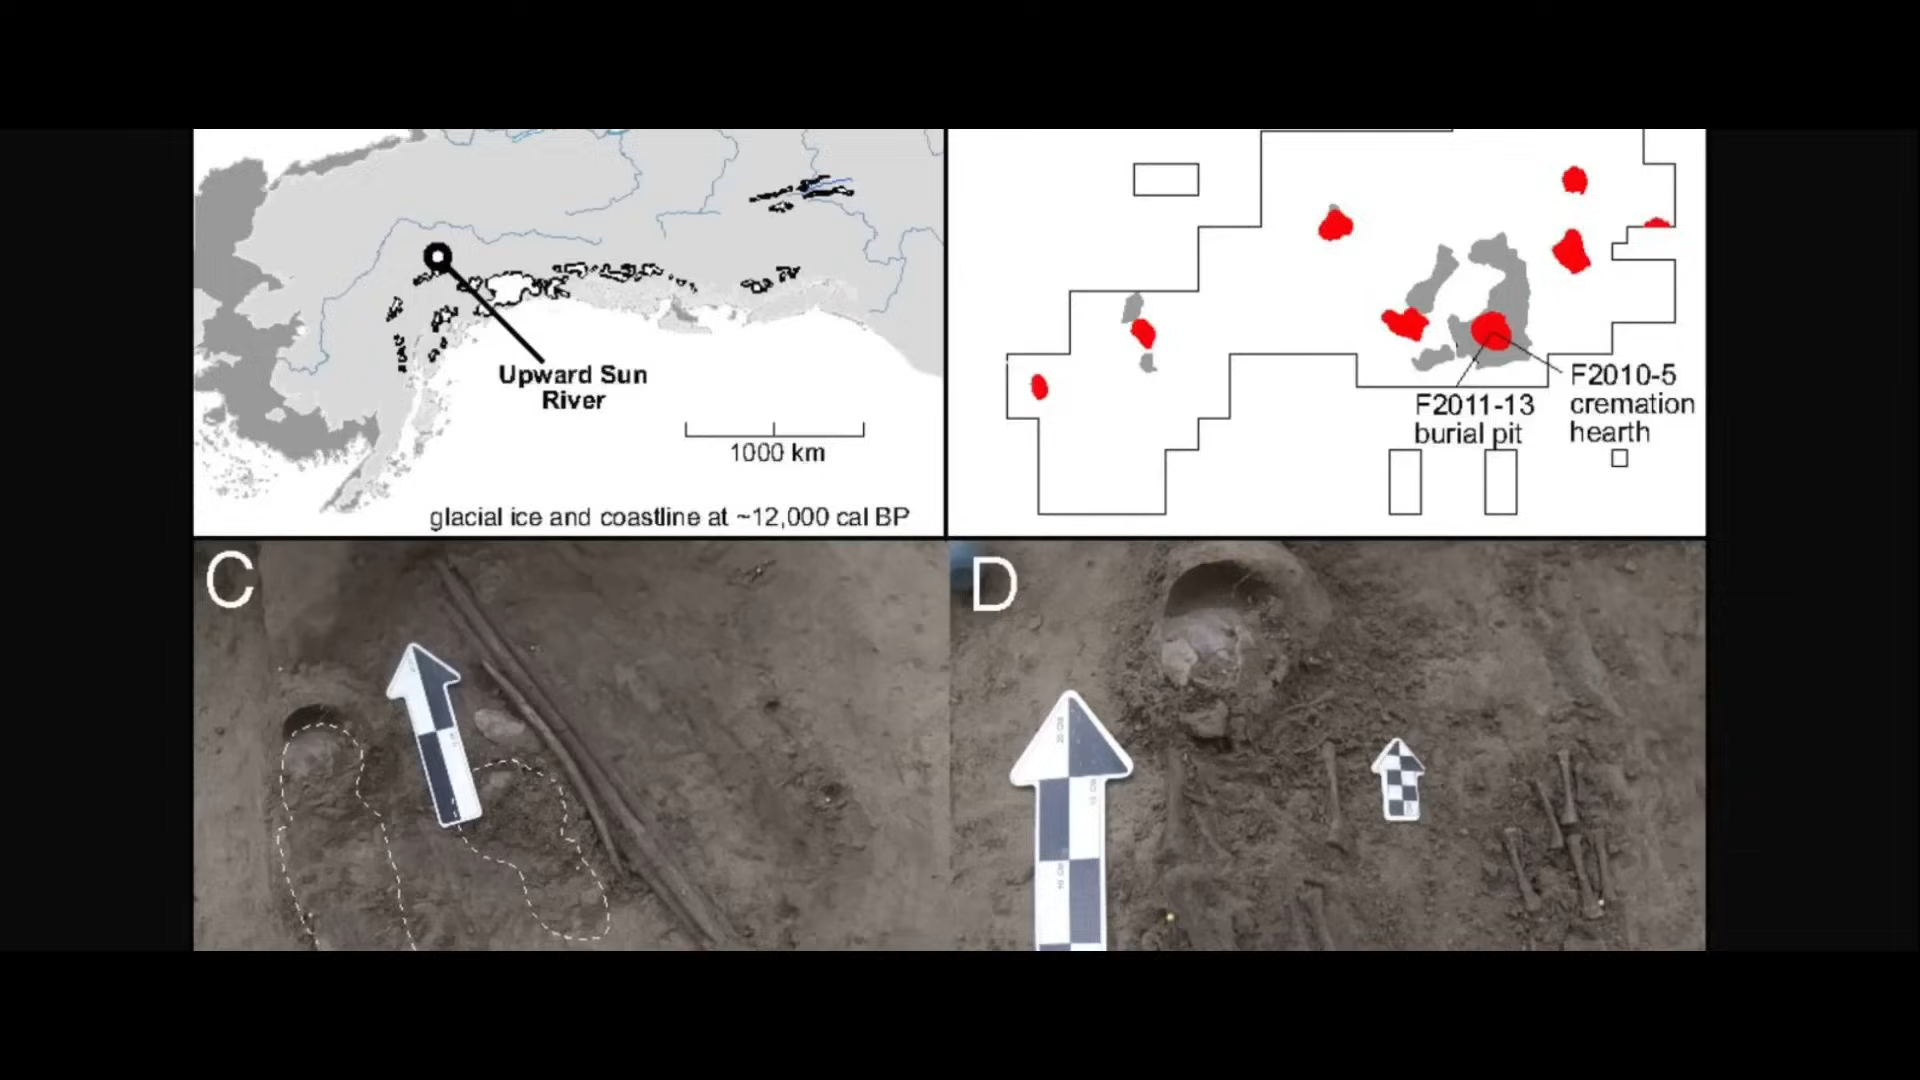 Upward Sun
River
1000 km
glacial ice and coastline at ~12,000 cal BP
F2011-13
burial pit
F2010-5
cremation
hearth
C
D